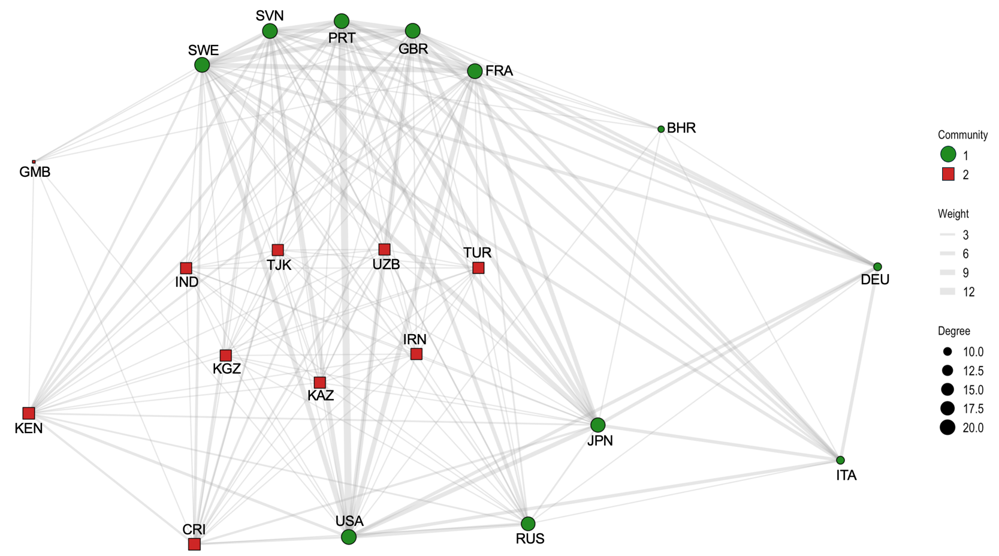 SVN
PRT
GBR
SWE
FRA
BHR
GMB
TJK
UZB
TUR
IND
DEU
IRN
KGZ
KAZ
KEN
JPN
ITA
CRI
USA
RUS
Community
1
2
Weight
3
6
9
12
Degree
10.0
12.5
15.0
17.5
20.0